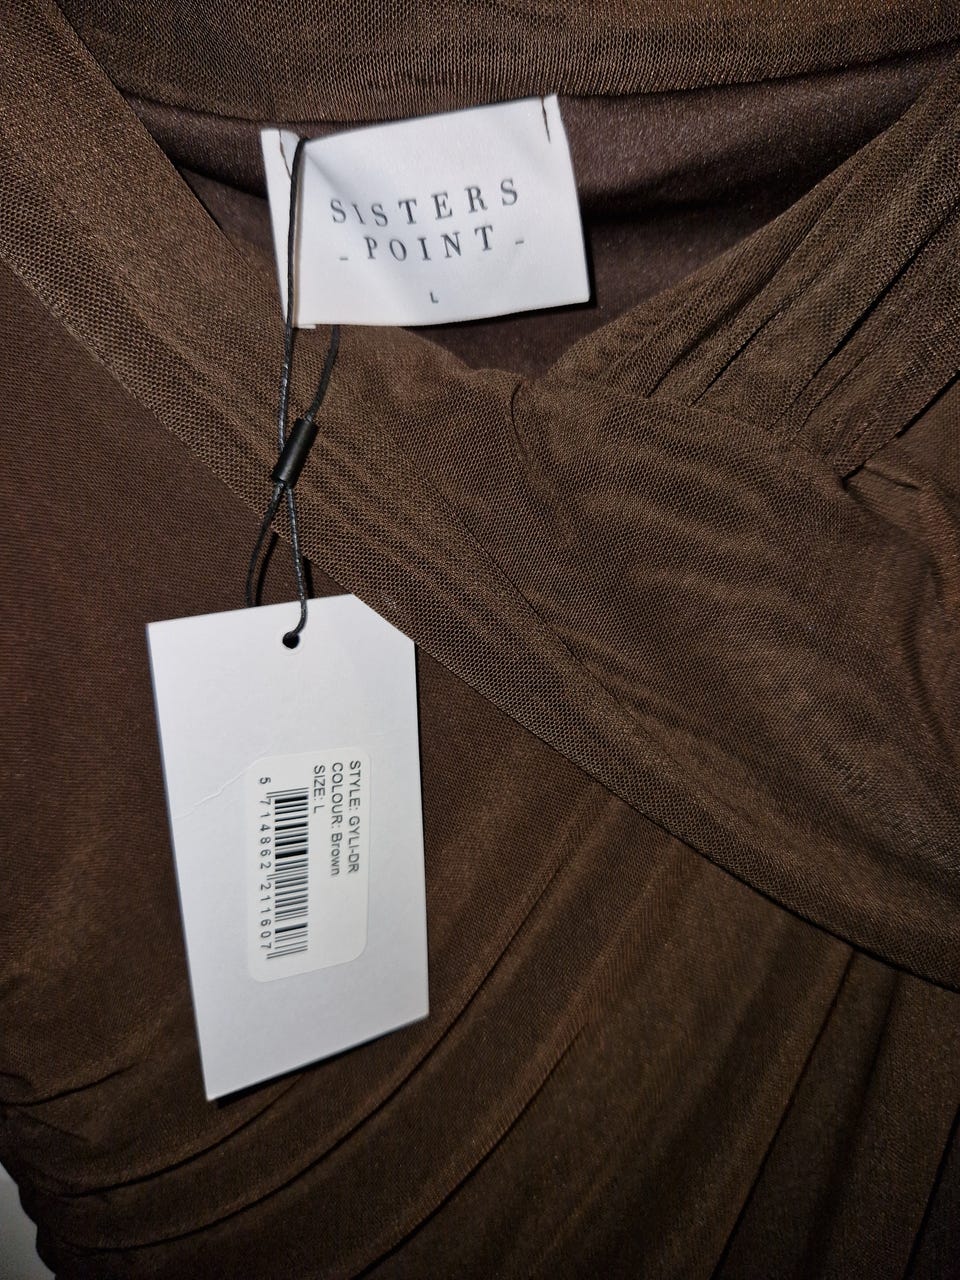 SISTERS
- POINT -
L
STYLE: GYLI-DR
COLOUR: Brown
SIZE: L
5 714862 211607